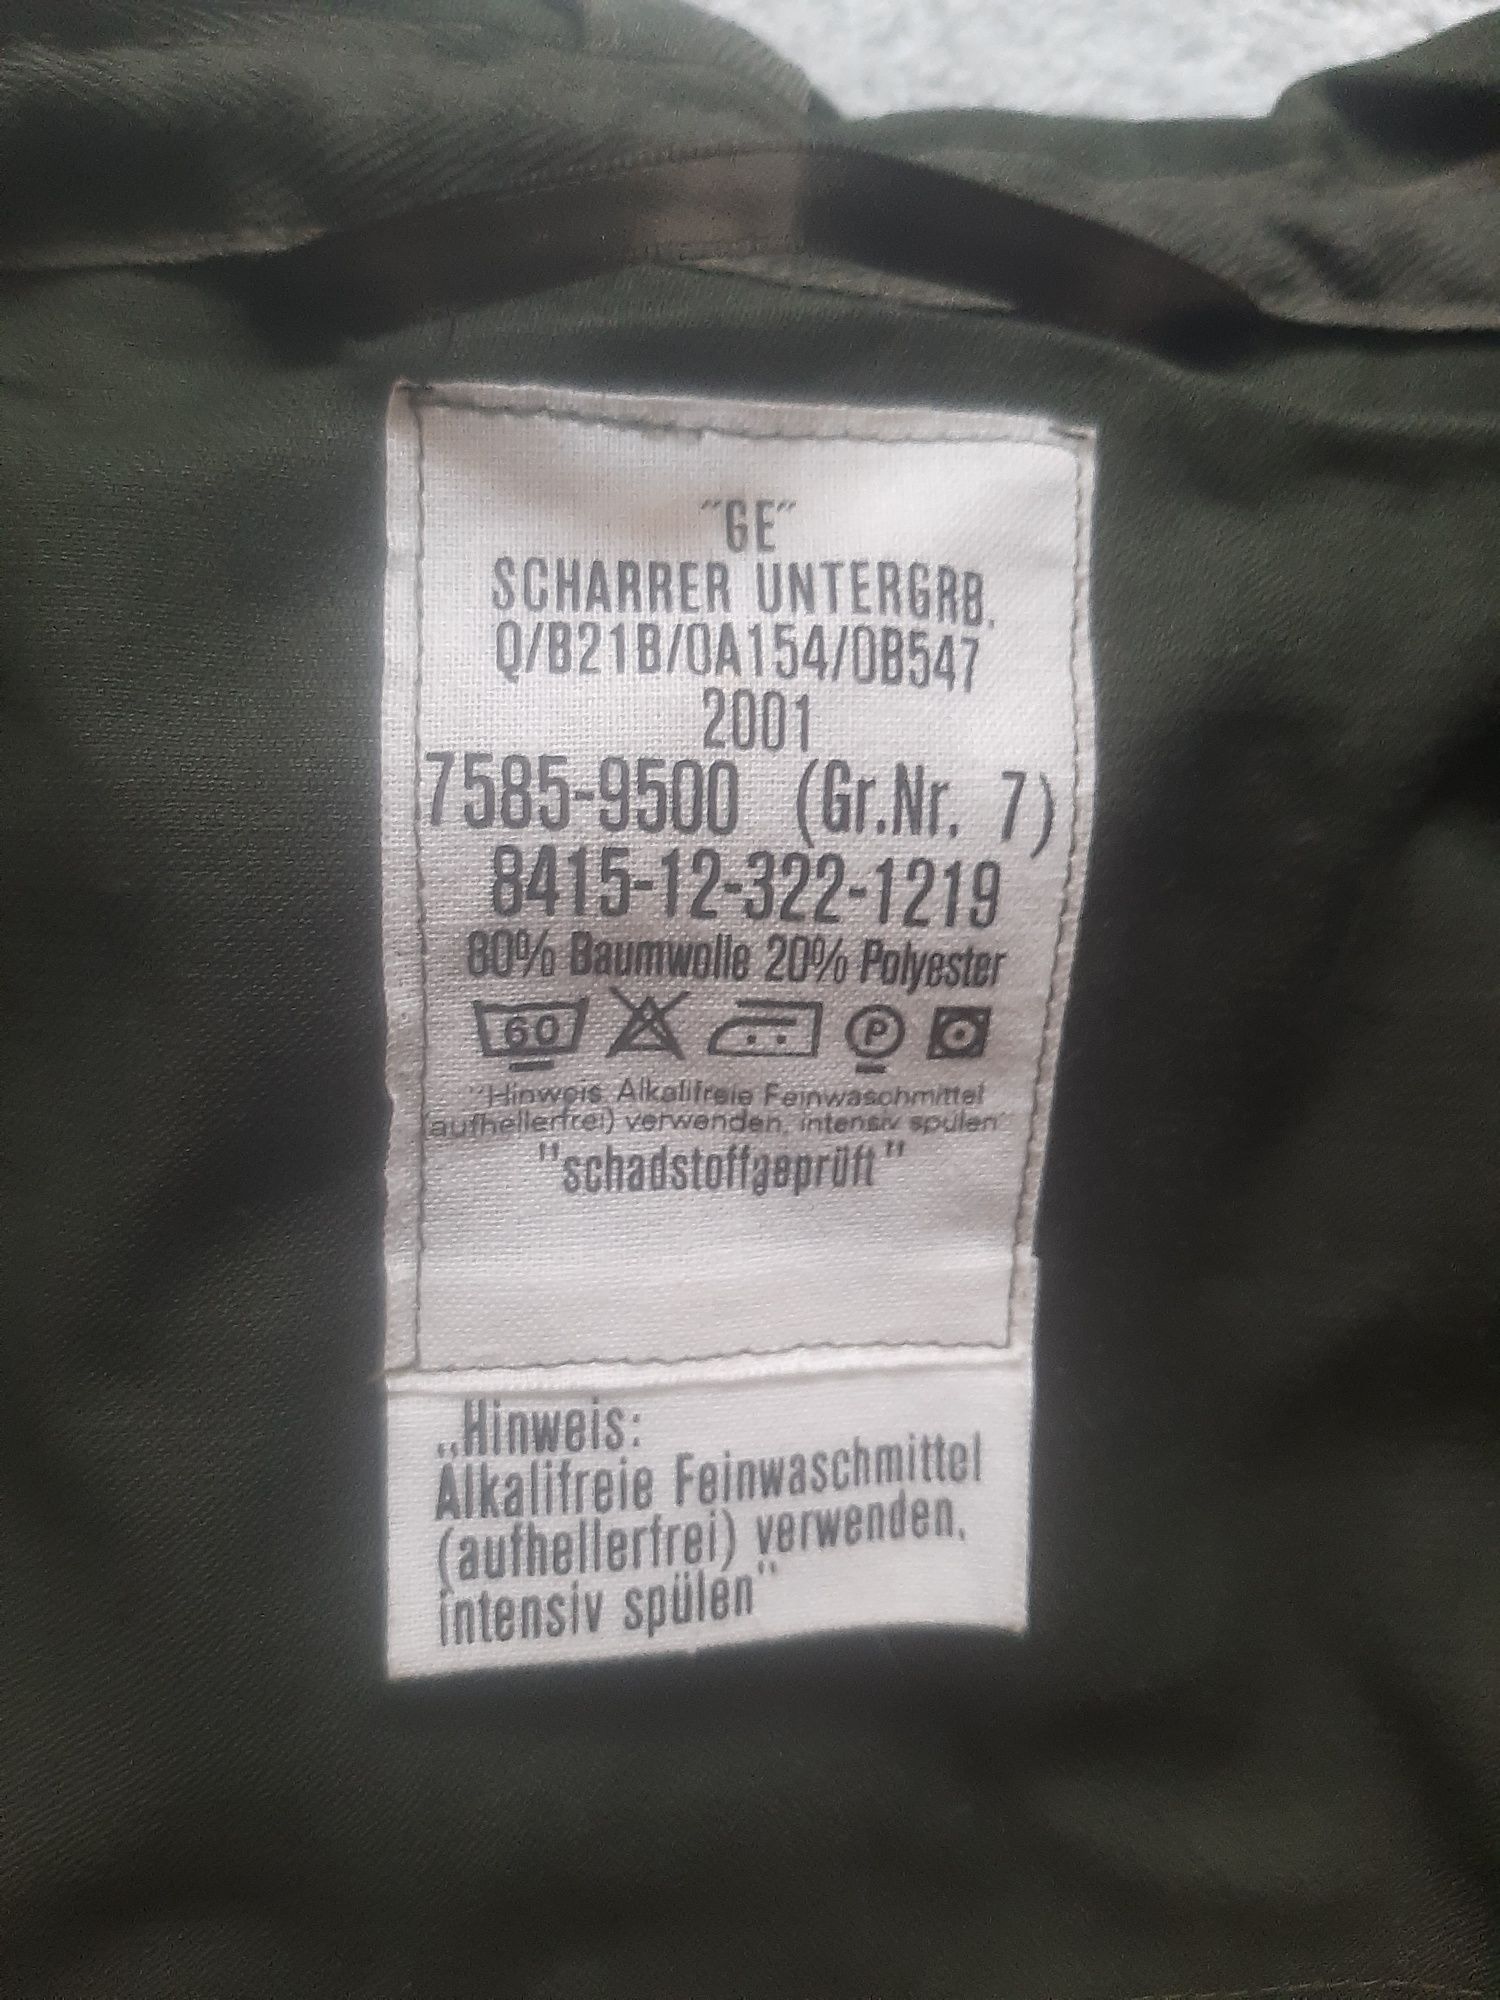 "GE"
SCHARRER UNTERGRB.
Q/B21B/0A154/0B547
2001
7585-9500 (Gr.Nr. 7)
8415-12-322-1219
80% Baumwolle 20% Polyester
60 P
"Hinweis Alkalifreie Feinwaschmittel
(aufhellerfrei) verwenden, intensiv spülen"
"schadstoffgeprüft"
„Hinweis:
Alkalifreie Feinwaschmittel
(aufhellerfrei) verwenden,
intensiv spülen"